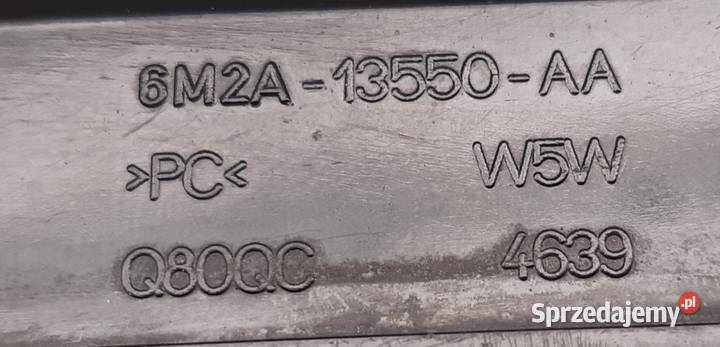 6M2A-13550-AA
>PC< W5W
Q80QC 4639
Sprzedajemy.pl